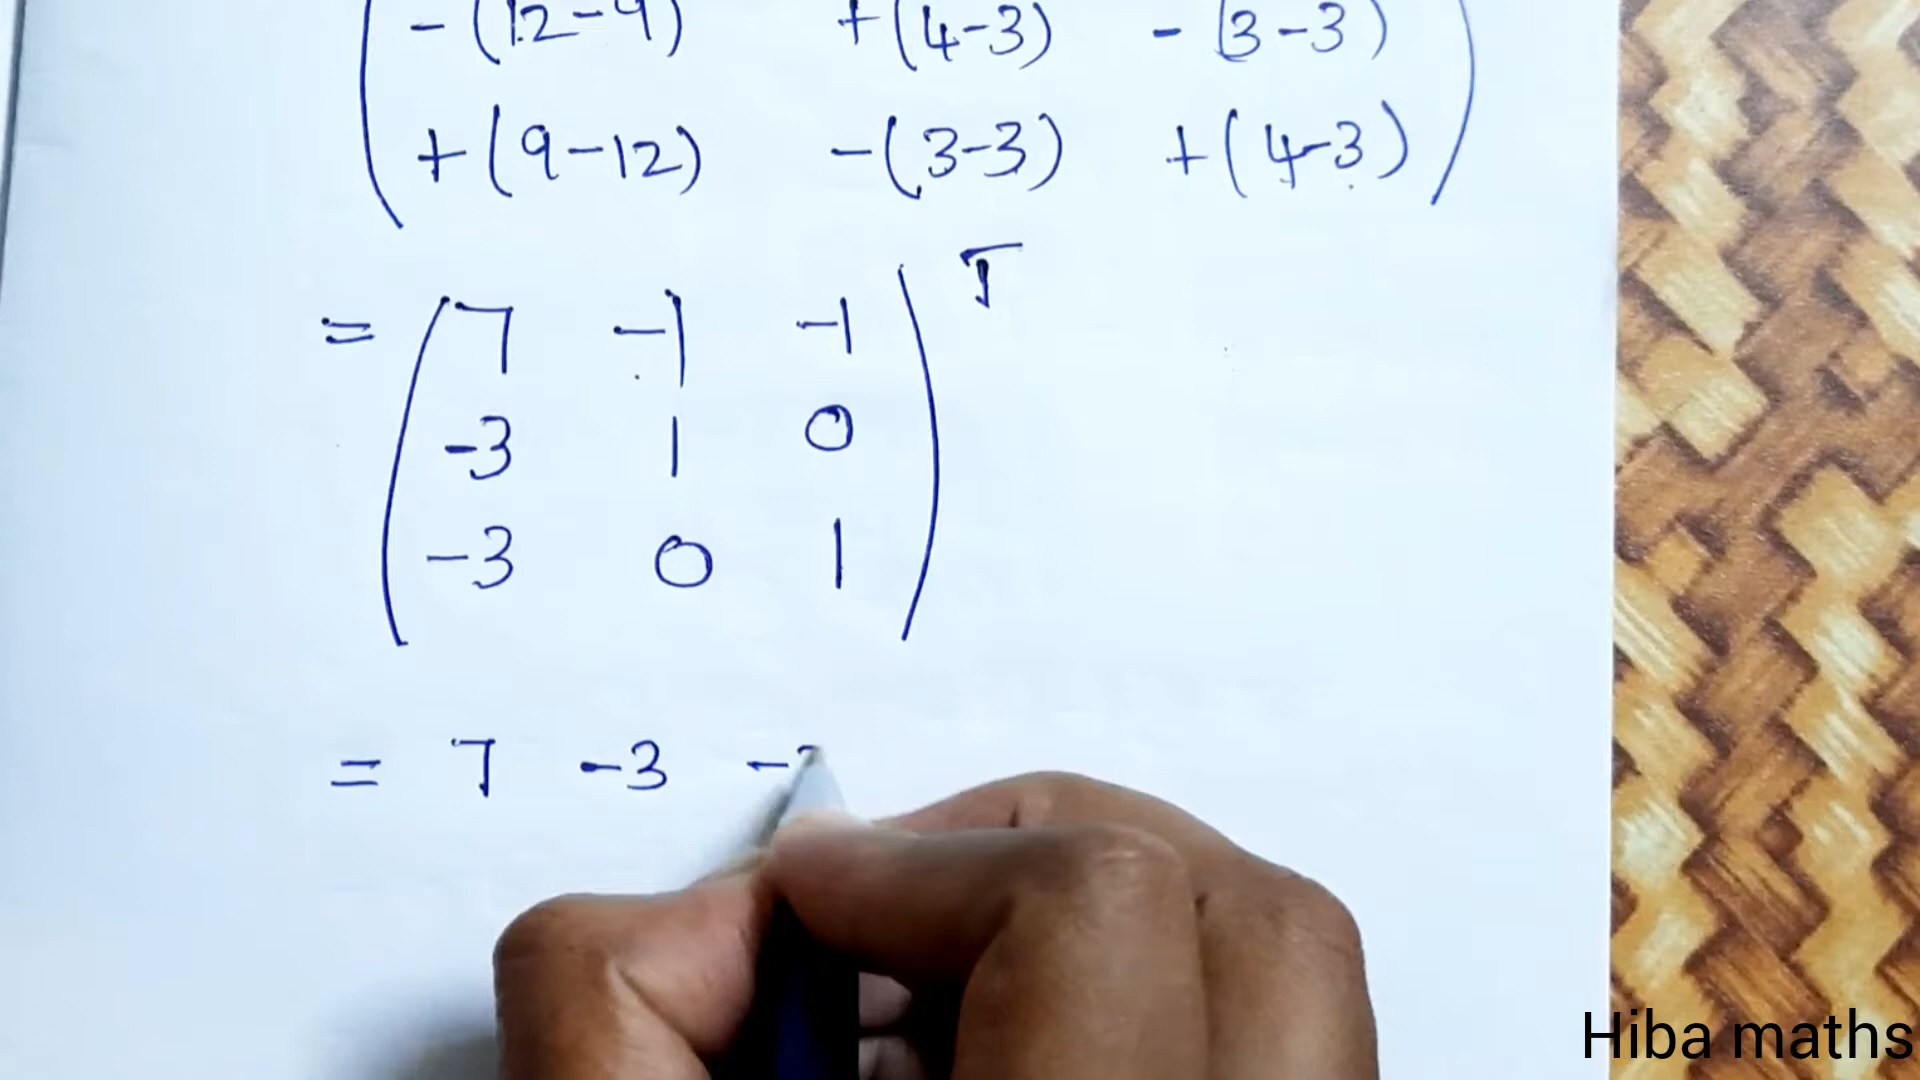 -(12-9) +(4-3) -(3-3)
+(9-12) -(3-3) +(4-3)
= ( 7 -1 -1 ) T
-3 1 0
-3 0 1
= 7 -3 -
Hiba maths